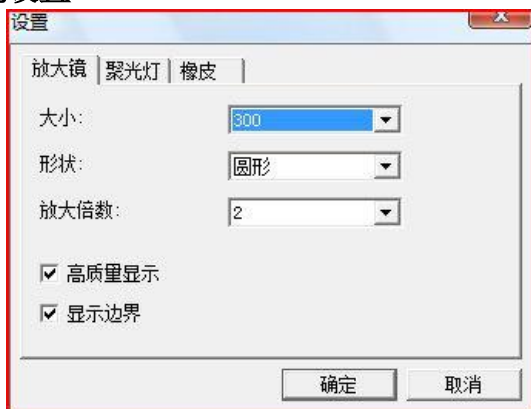 设置
放大镜 聚光灯 橡皮
大小: 300
形状: 圆形
放大倍数: 2
高质量显示
显示边界
确定 取消